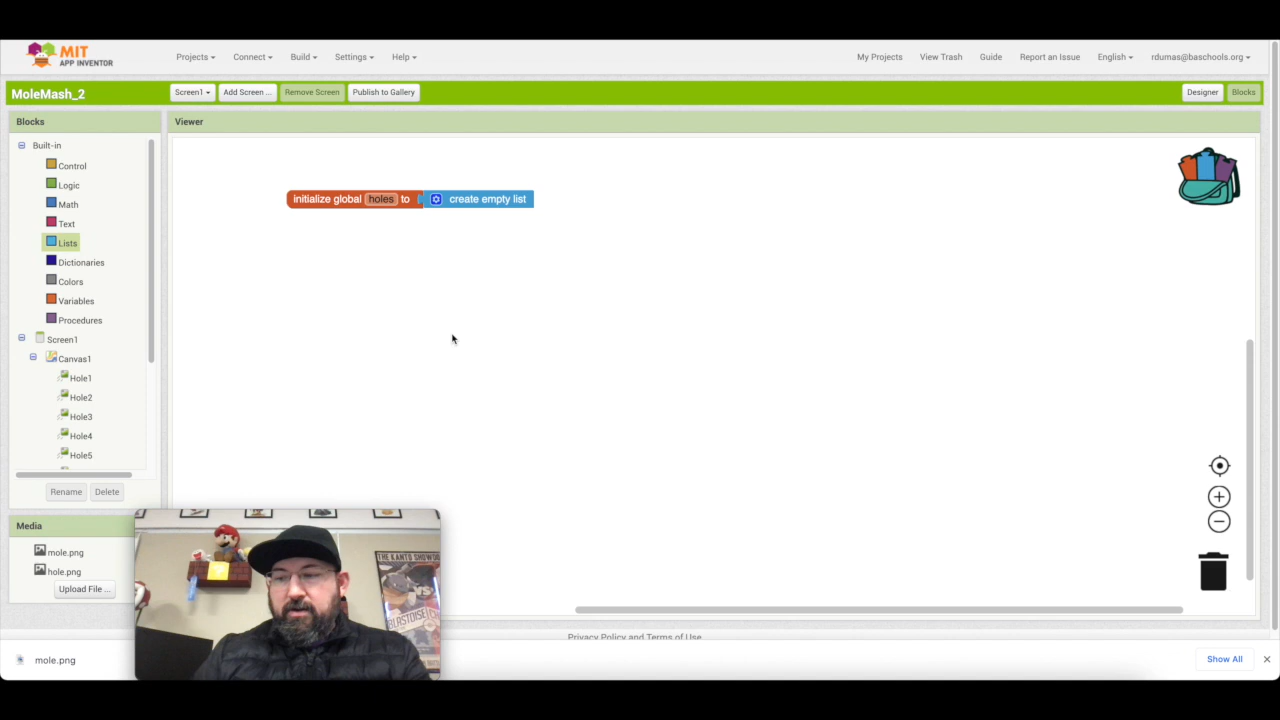 MIT
APP INVENTOR
Projects
Connect
Build
Settings
Help
My Projects
View Trash
Guide
Report an Issue
English
rdumas@baschools.org
MoleMash_2
Screen1
Add Screen ...
Remove Screen
Publish to Gallery
Designer
Blocks
Blocks
Viewer
Built-in
Control
Logic
Math
Text
Lists
Dictionaries
Colors
Variables
Procedures
Screen1
Canvas1
Hole1
Hole2
Hole3
Hole4
Hole5
Rename
Delete
initialize global holes to create empty list
Media
mole.png
hole.png
Upload File ...
THE KANTO SHOWDOWN
BLASTOISE
Privacy Policy and Terms of Use
mole.png
Show All